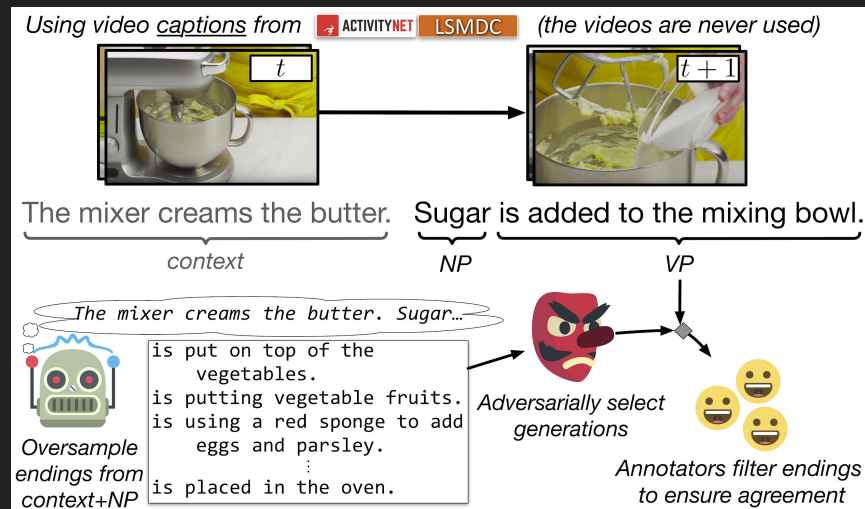 Using video captions from ACTIVITYNET LSMDC (the videos are never used)
t
t + 1
The mixer creams the butter. Sugar is added to the mixing bowl.
context
NP
VP
The mixer creams the butter. Sugar…
is put on top of the
vegetables.
is putting vegetable fruits.
is using a red sponge to add
eggs and parsley.
⋮
is placed in the oven.
Oversample
endings from
context+NP
Adversarially select
generations
Annotators filter endings
to ensure agreement